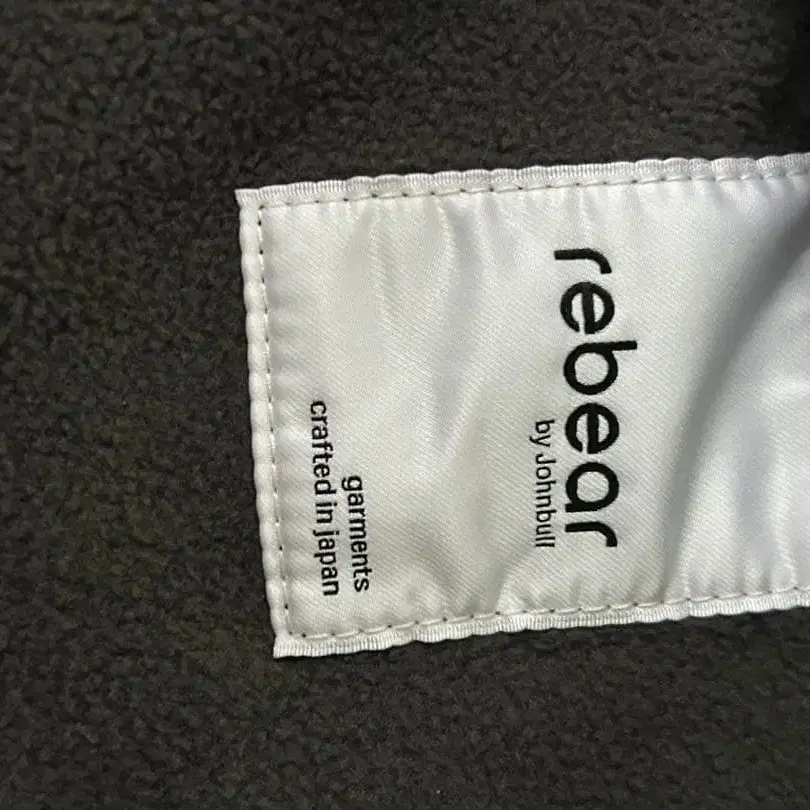 rebear
by Johnbull
garments
crafted in japan